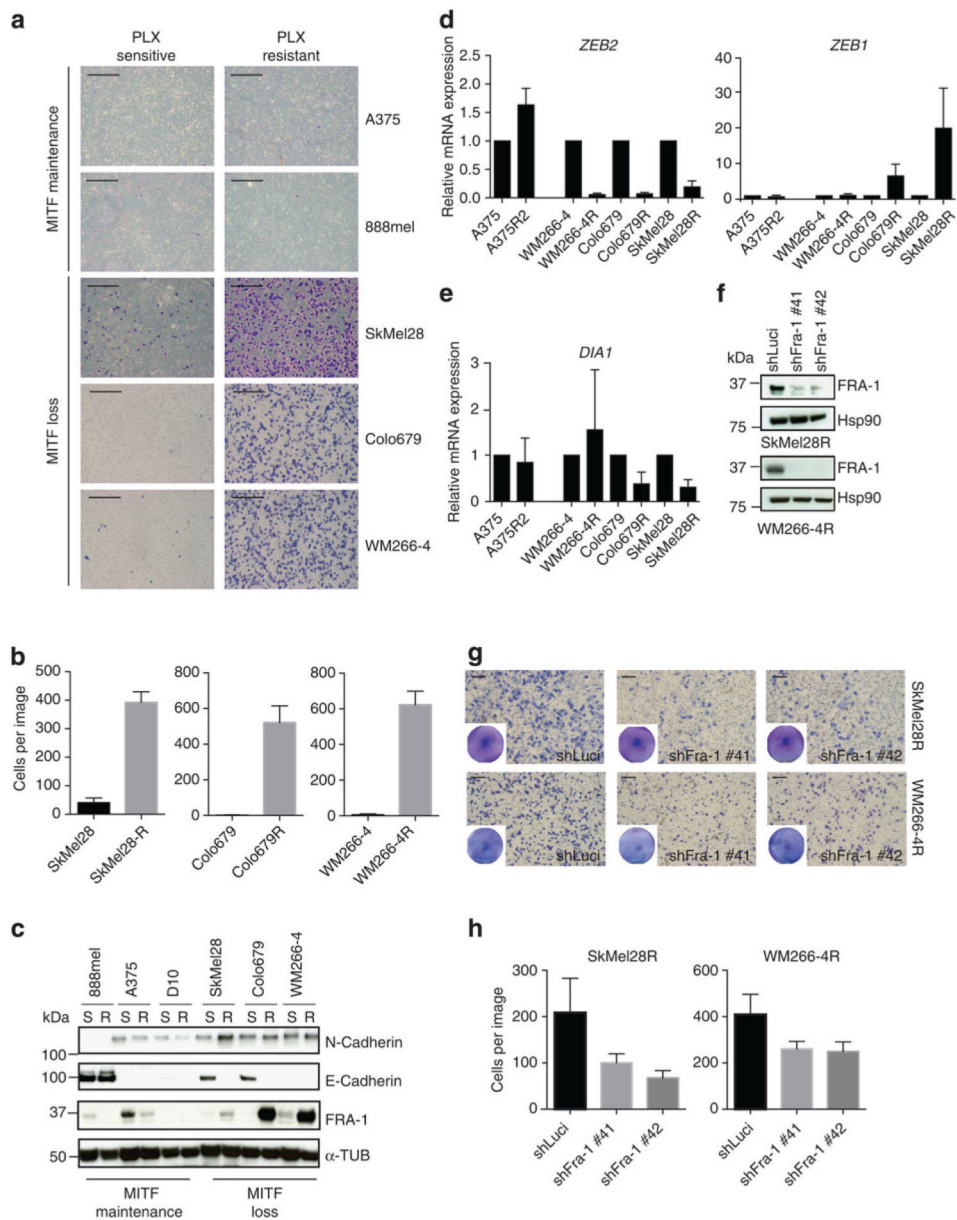 a
PLX sensitive
PLX resistant
MITF maintenance
A375
888mel
MITF loss
SkMel28
Colo679
WM266-4
b
Cells per image
500
400
300
200
100
0
SkMel28
SkMel28-R
800
600
400
200
0
Colo679
Colo679R
800
600
400
200
0
WM266-4
WM266-4R
c
888mel
A375
D10
SkMel28
Colo679
WM266-4
kDa
S R S R S R S R S R S R
100
N-Cadherin
100
E-Cadherin
37
FRA-1
50
α-TUB
MITF maintenance
MITF loss
d
ZEB2
Relative mRNA expression
2.5
2.0
1.5
1.0
0.5
0.0
A375
A375R2
WM266-4
WM266-4R
Colo679
Colo679R
SkMel28
SkMel28R
ZEB1
40
30
20
10
0
A375
A375R2
WM266-4
WM266-4R
Colo679
Colo679R
SkMel28
SkMel28R
e
DIA1
Relative mRNA expression
3
2
1
0
A375
A375R2
WM266-4
WM266-4R
Colo679
Colo679R
SkMel28
SkMel28R
f
shLuci
shFra-1 #41
shFra-1 #42
kDa
37
FRA-1
75
Hsp90
SkMel28R
37
FRA-1
75
Hsp90
WM266-4R
g
shLuci
shFra-1 #41
shFra-1 #42
SkMel28R
shLuci
shFra-1 #41
shFra-1 #42
WM266-4R
h
SkMel28R
Cells per image
300
200
100
0
shLuci
shFra-1 #41
shFra-1 #42
WM266-4R
600
400
200
0
shLuci
shFra-1 #41
shFra-1 #42